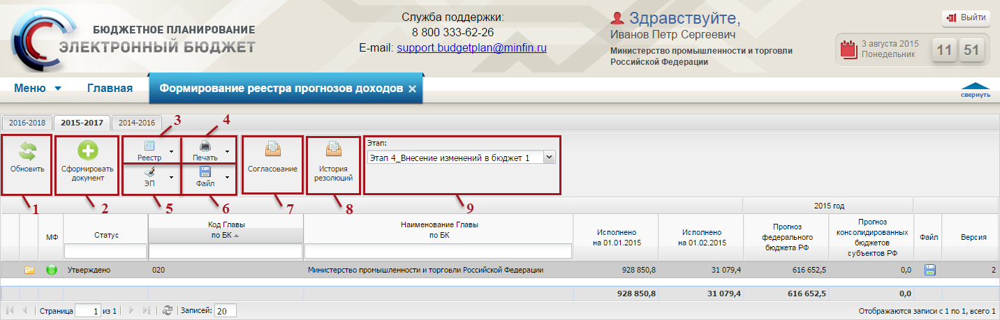 БЮДЖЕТНОЕ ПЛАНИРОВАНИЕ
ЭЛЕКТРОННЫЙ БЮДЖЕТ
Служба поддержки:
8 800 333-62-26
E-mail: support.budgetplan@minfin.ru
Здравствуйте,
Иванов Петр Сергеевич
Министерство промышленности и торговли
Российской Федерации
Выйти
3 августа 2015
Понедельник
11 51
Меню
Главная
Формирование реестра прогнозов доходов
свернуть
2016-2018
2015-2017
2014-2016
Обновить
Сформировать
документ
Реестр
Печать
ЭП
Файл
Согласование
История
резолюций
Этап:
Этап 4_Внесение изменений в бюджет 1
1
2
3
4
5
6
7
8
9
МФ
Статус
Код Главы
по БК
Наименование Главы
по БК
Исполнено
на 01.01.2015
Исполнено
на 01.02.2015
2015 год
Прогноз
федерального
бюджета РФ
Прогноз
консолидированных
бюджетов
субъектов РФ
Файл
Версия
Утверждено 020 Министерство промышленности и торговли Российской Федерации 928 850,8 31 079,4 616 652,5 0,0 2
928 850,8 31 079,4 616 652,5 0,0
Страница 1 из 1 Записей: 20
Отображаются записи с 1 по 1, всего 1